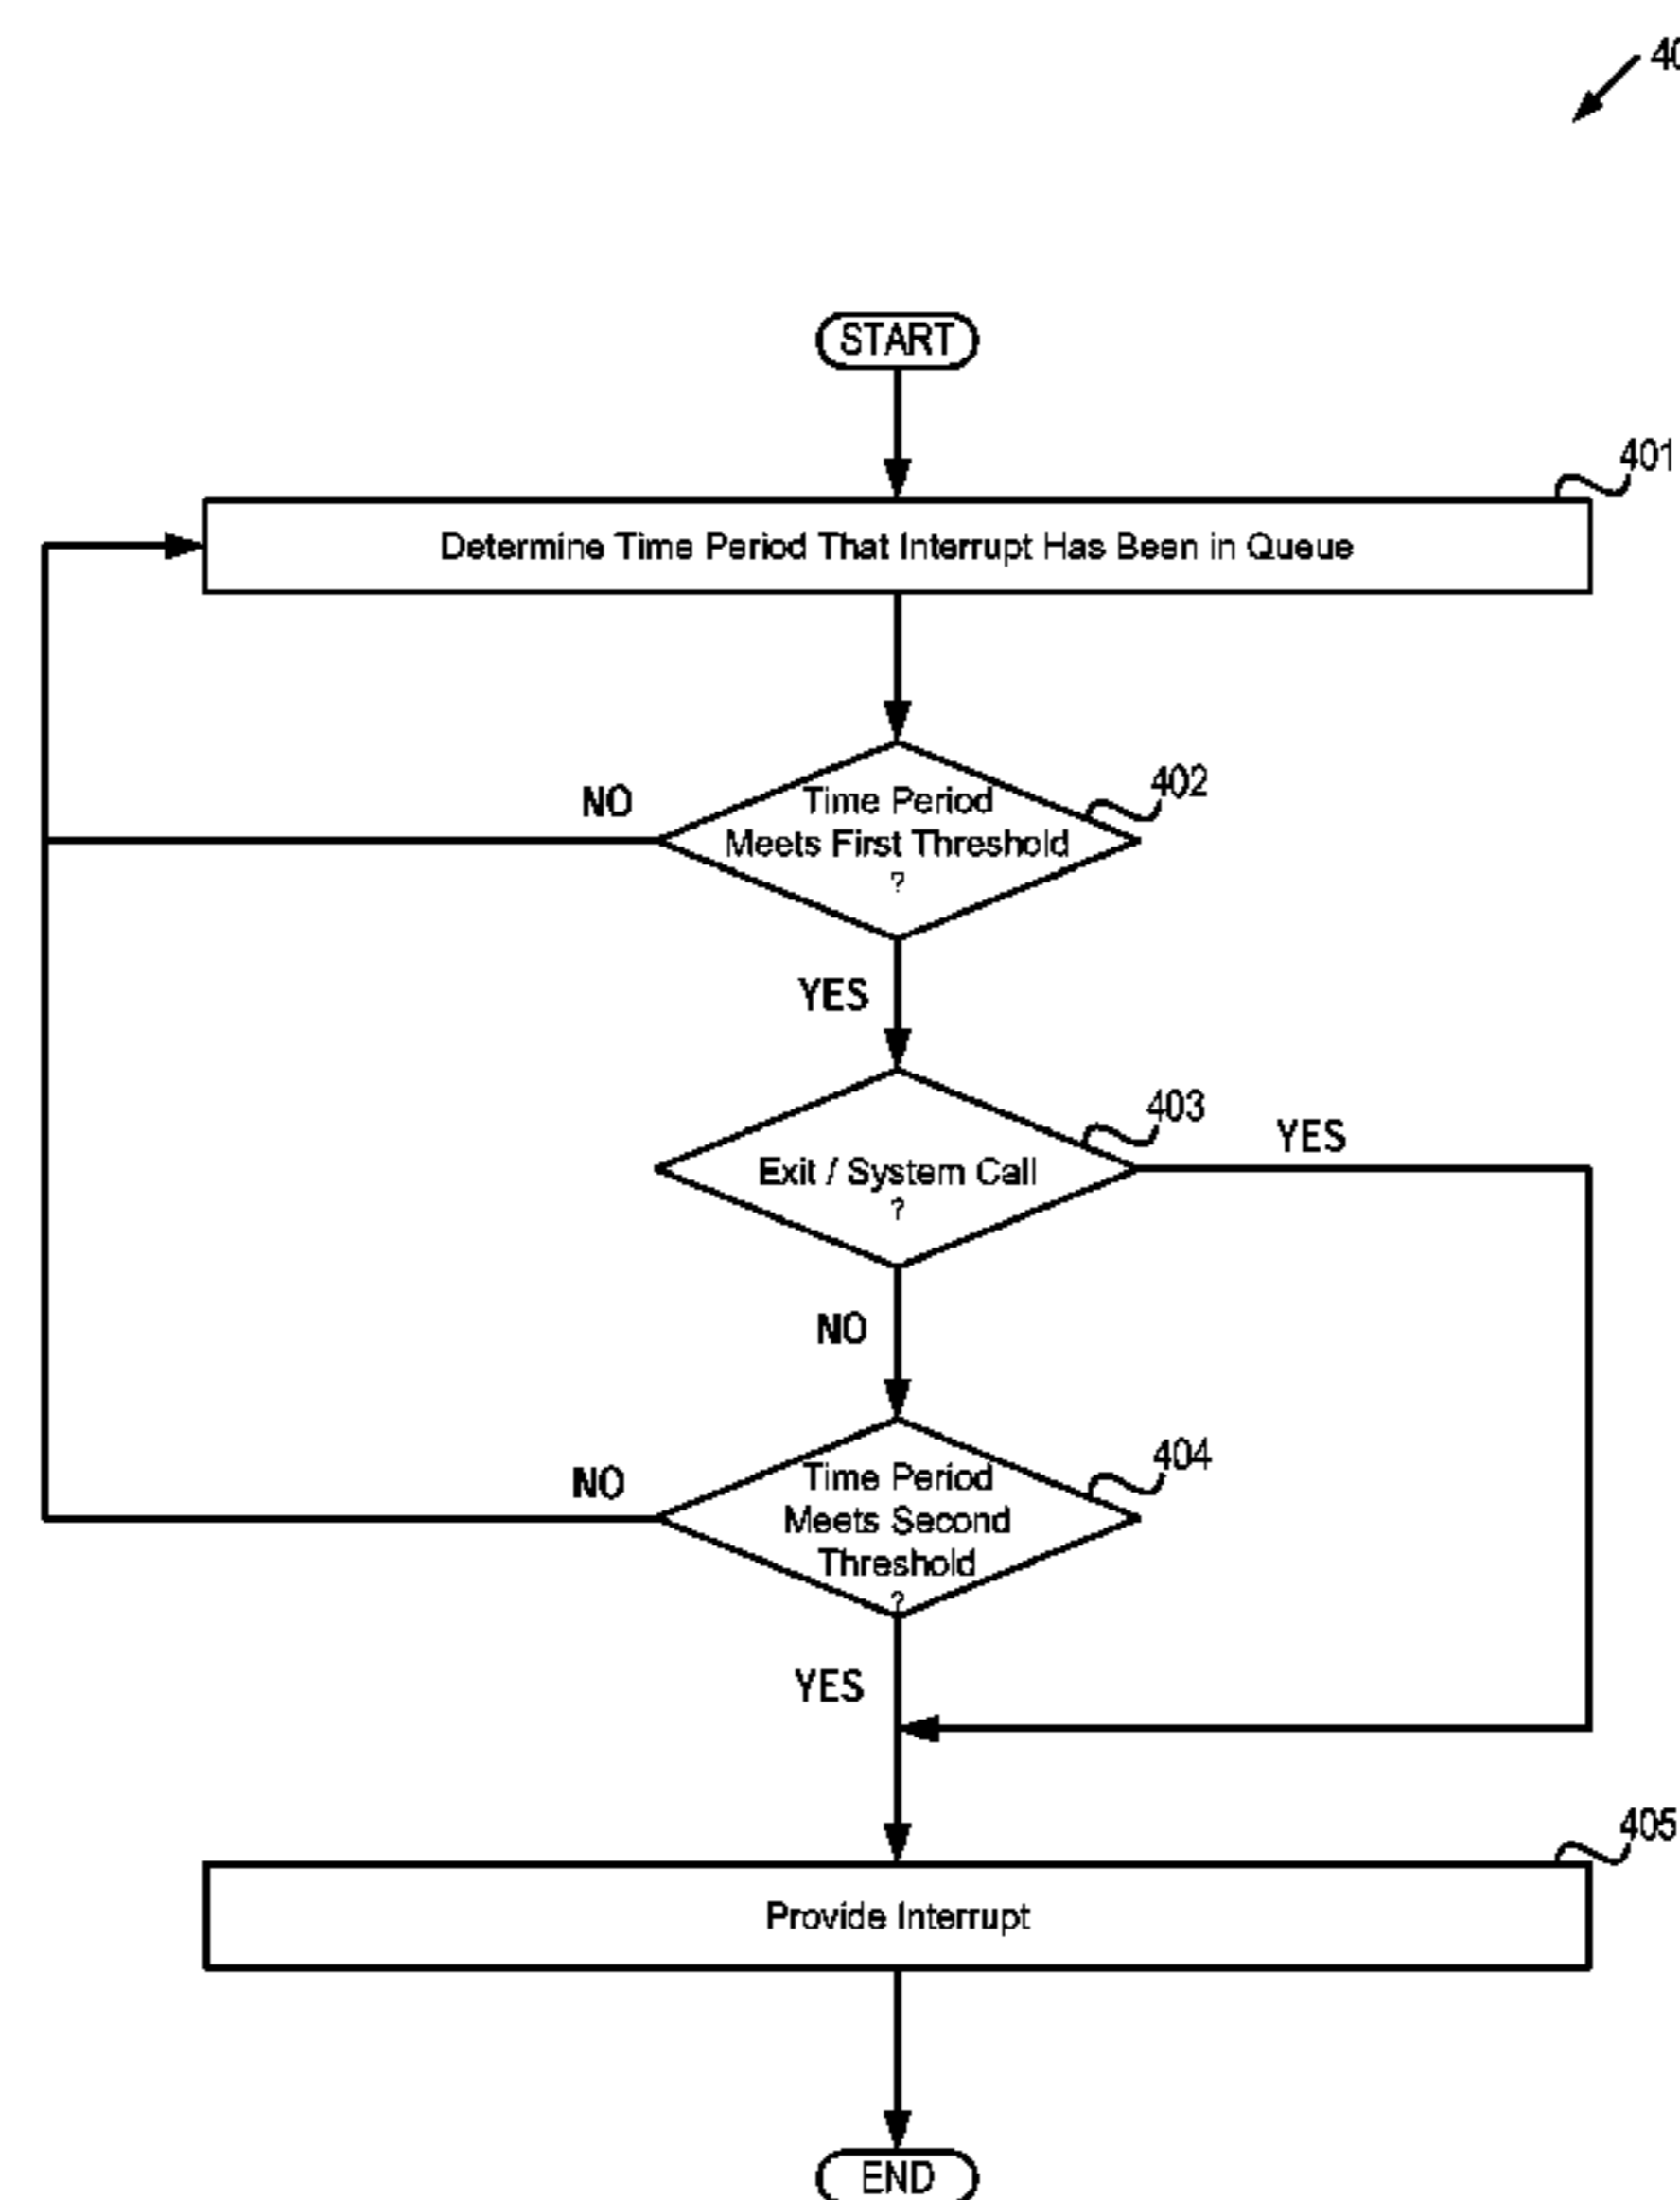 START
401
Determine Time Period That Interrupt Has Been in Queue
402
NO
Time Period
Meets First Threshold
?
YES
403
YES
Exit / System Call
?
NO
404
NO
Time Period
Meets Second
Threshold
?
YES
405
Provide Interrupt
END